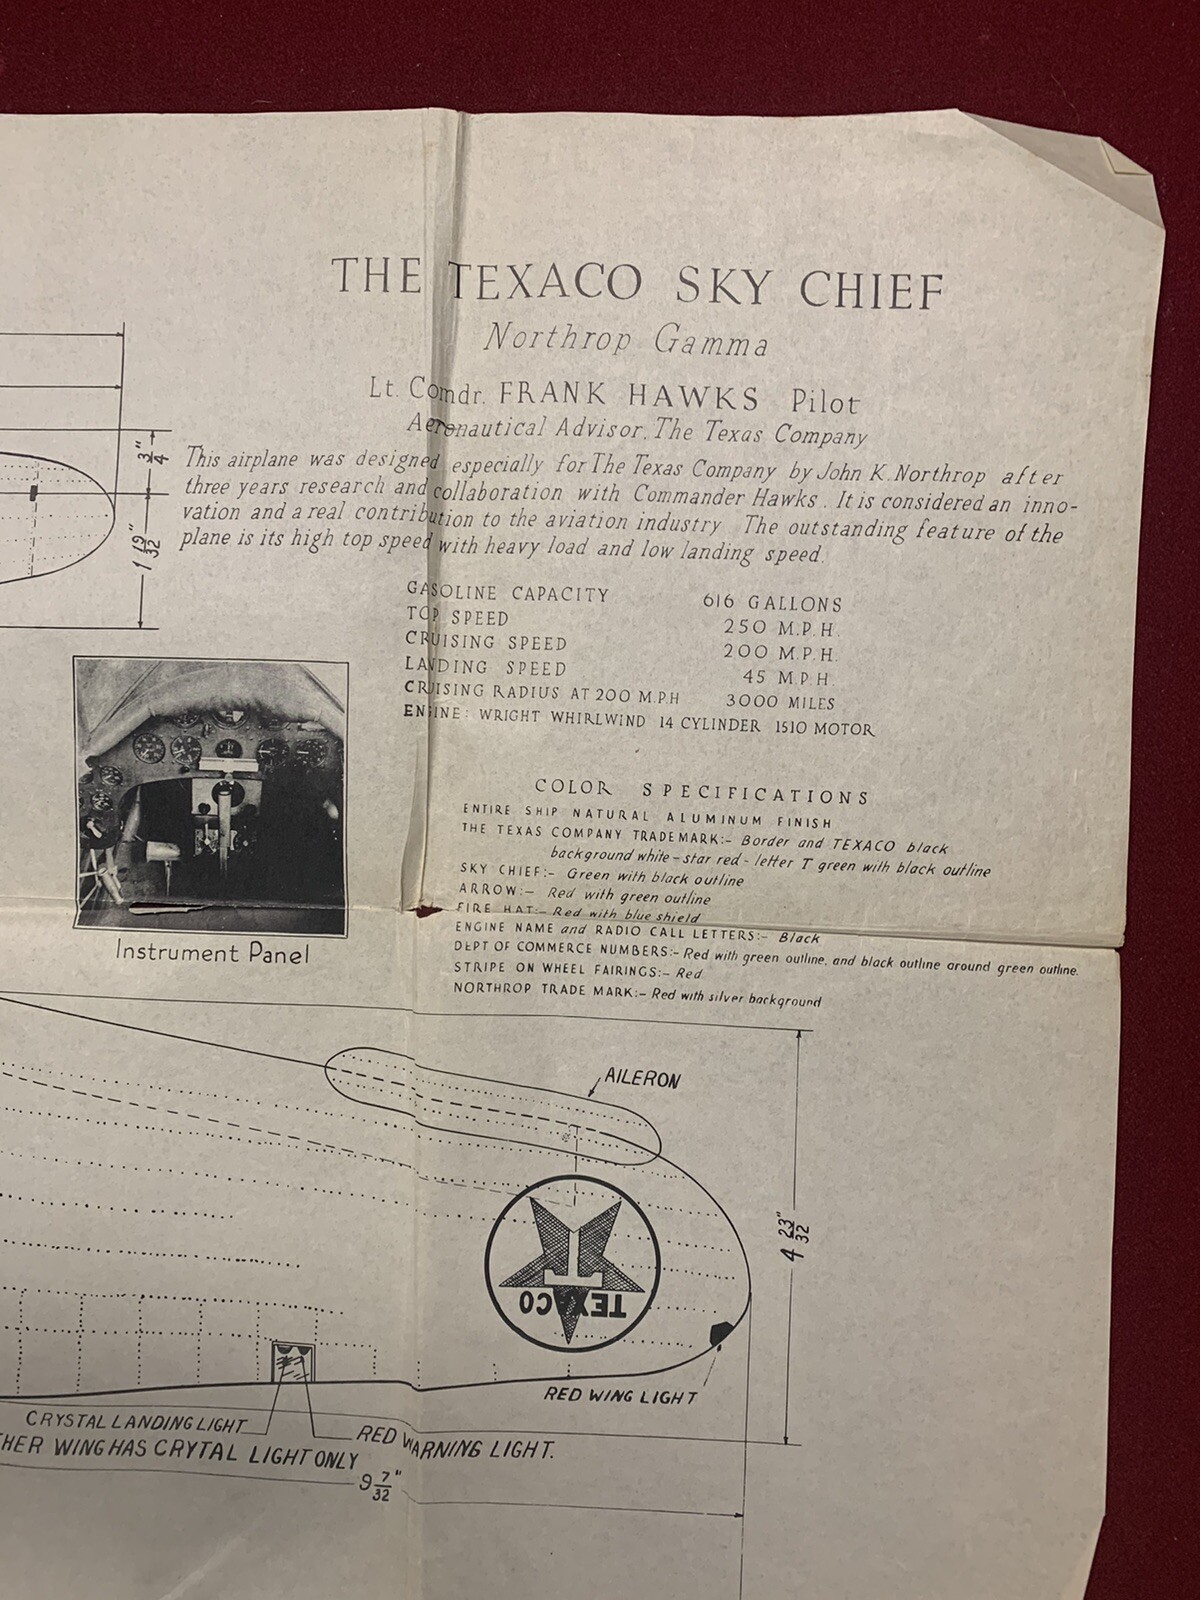 THE TEXACO SKY CHIEF
Northrop Gamma
Lt. Comdr. FRANK HAWKS Pilot
Aeronautical Advisor, The Texas Company
This airplane was designed especially for The Texas Company by John K. Northrop after
three years research and collaboration with Commander Hawks. It is considered an inno-
vation and a real contribution to the aviation industry The outstanding feature of the
plane is its high top speed with heavy load and low landing speed.
3/4"
1 19/32"
GASOLINE CAPACITY 616 GALLONS
TOP SPEED 250 M.P.H.
CRUISING SPEED 200 M.P.H.
LANDING SPEED 45 M.P.H.
CRUISING RADIUS AT 200 M.P.H 3000 MILES
ENGINE: WRIGHT WHIRLWIND 14 CYLINDER 1510 MOTOR
Instrument Panel
COLOR SPECIFICATIONS
ENTIRE SHIP NATURAL ALUMINUM FINISH
THE TEXAS COMPANY TRADEMARK:- Border and TEXACO black
background white-star red-letter T green with black outline
SKY CHIEF:- Green with black outline
ARROW:- Red with green outline
FIRE HAT:- Red with blue shield
ENGINE NAME and RADIO CALL LETTERS:- Black
DEPT OF COMMERCE NUMBERS:- Red with green outline, and black outline around green outline.
STRIPE ON WHEEL FAIRINGS:- Red
NORTHROP TRADE MARK:- Red with silver background
AILERON
T
TEXACO
4 23/32"
RED WING LIGHT
CRYSTAL LANDING LIGHT
RED WARNING LIGHT.
HER WING HAS CRYTAL LIGHT ONLY
9 7/32"